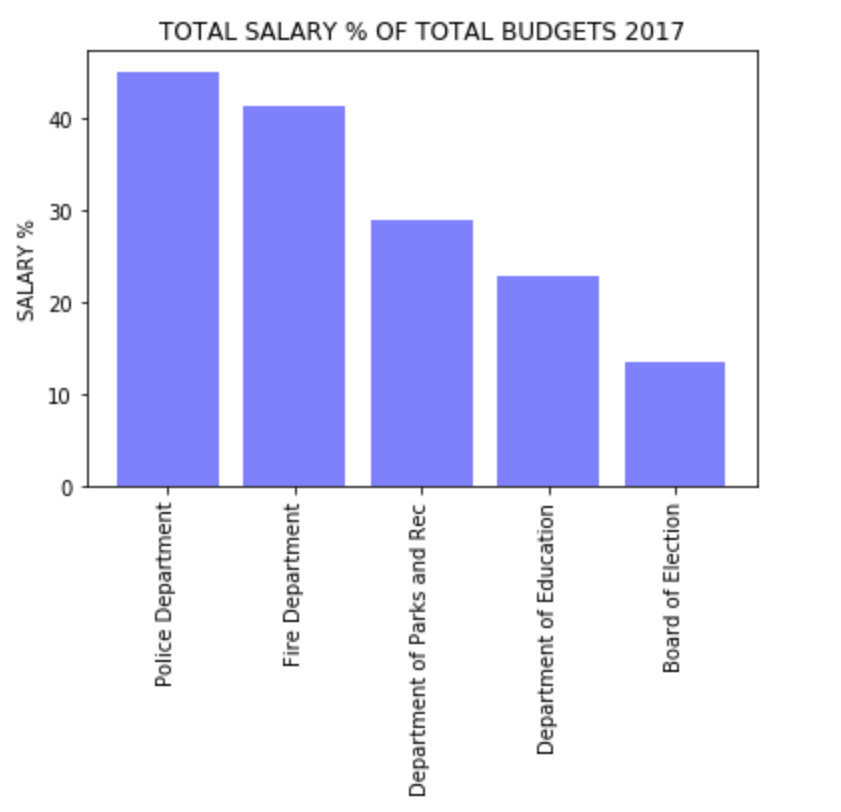 TOTAL SALARY % OF TOTAL BUDGETS 2017
SALARY %
40
30
20
10
0
Police Department
Fire Department
Department of Parks and Rec
Department of Education
Board of Election